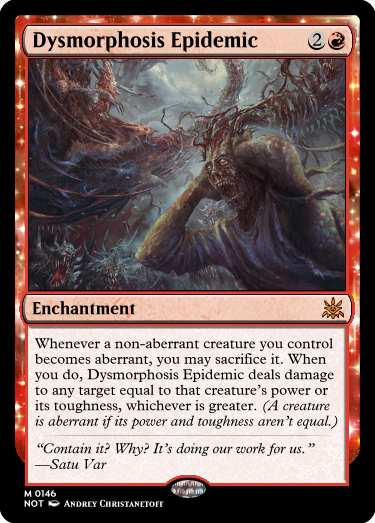 Dysmorphosis Epidemic 2
Enchantment
Whenever a non-aberrant creature you control
becomes aberrant, you may sacrifice it. When
you do, Dysmorphosis Epidemic deals damage
to any target equal to that creature's power or
its toughness, whichever is greater. (A creature
is aberrant if its power and toughness aren't equal.)
“Contain it? Why? It's doing our work for us.”
—Satu Var
M 0146
NOT Andrey Christanetoff